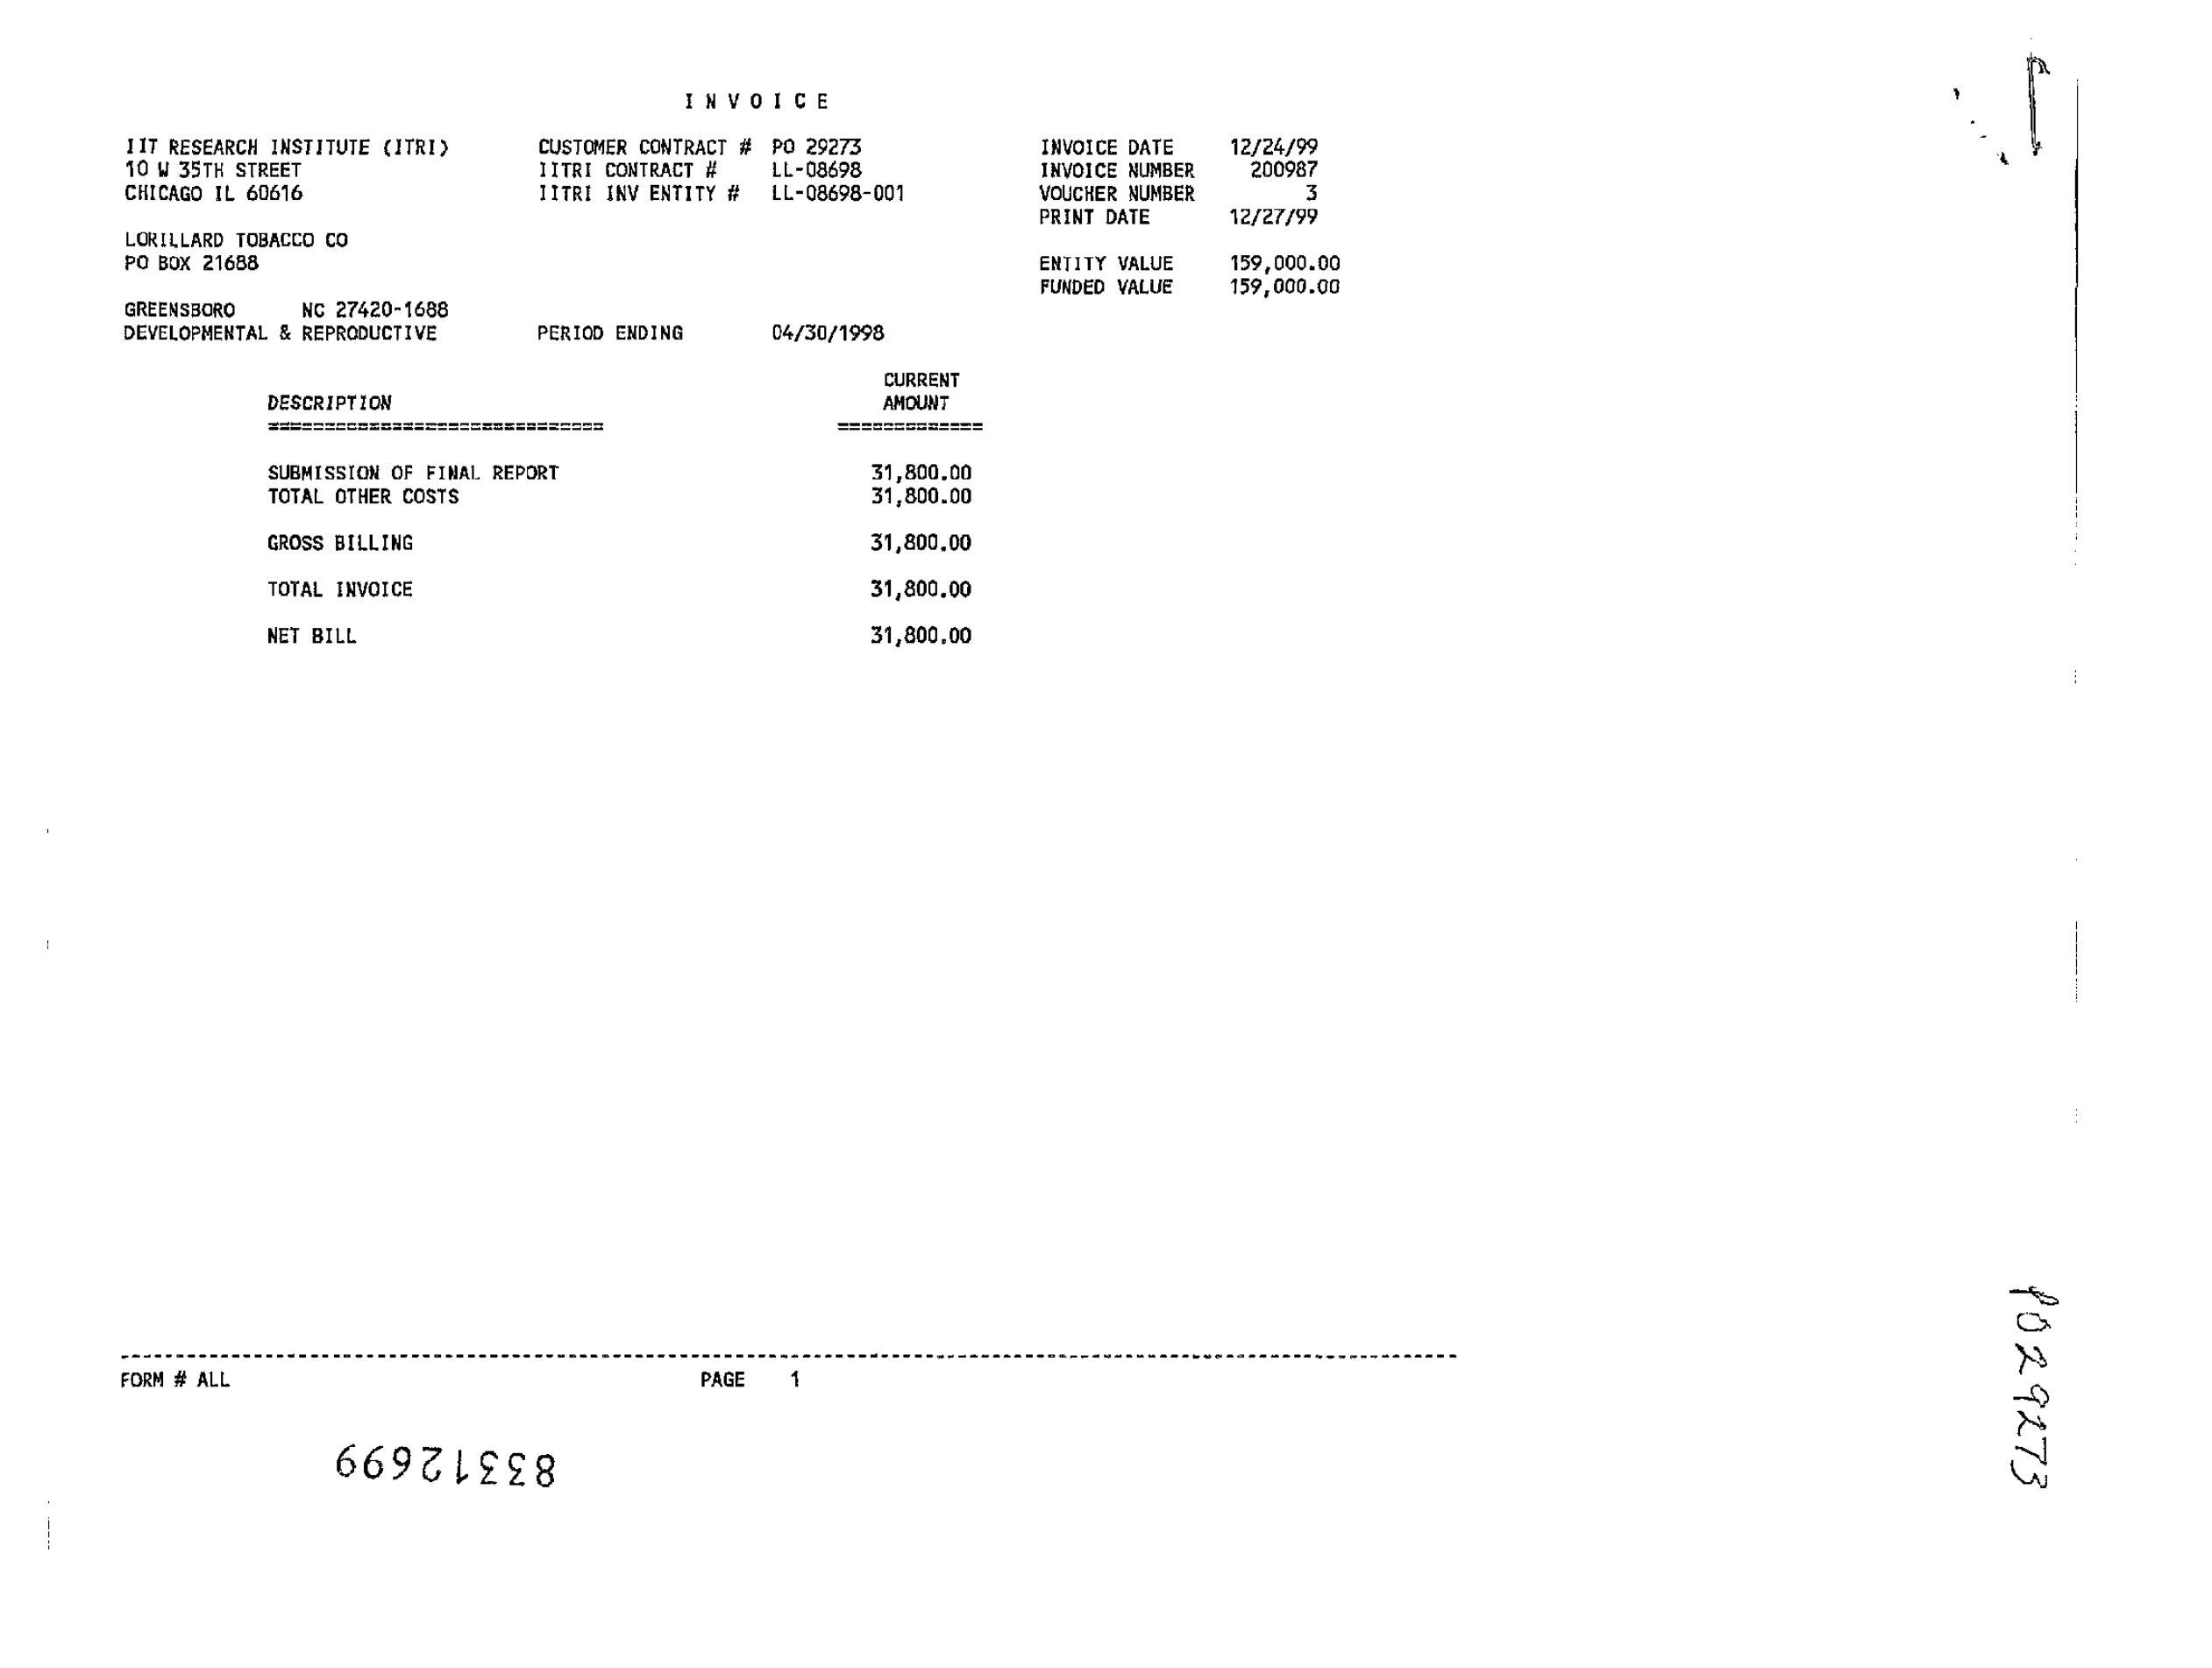 INVOICE
IIT RESEARCH INSTITUTE (ITRI) CUSTOMER CONTRACT # PO 29273 INVOICE DATE 12/24/99
10 W 35TH STREET IITRI CONTRACT # LL-08698 INVOICE NUMBER 200987
CHICAGO IL 60616 IITRI INV ENTITY # LL-08698-001 VOUCHER NUMBER 3
PRINT DATE 12/27/99
LORILLARD TOBACCO CO
PO BOX 21688 ENTITY VALUE 159,000.00
FUNDED VALUE 159,000.00
GREENSBORO NC 27420-1688
DEVELOPMENTAL & REPRODUCTIVE PERIOD ENDING 04/30/1998
CURRENT
DESCRIPTION AMOUNT
SUBMISSION OF FINAL REPORT 31,800.00
TOTAL OTHER COSTS 31,800.00
GROSS BILLING 31,800.00
TOTAL INVOICE 31,800.00
NET BILL 31,800.00
FORM # ALL PAGE 1
83312699
PO29273